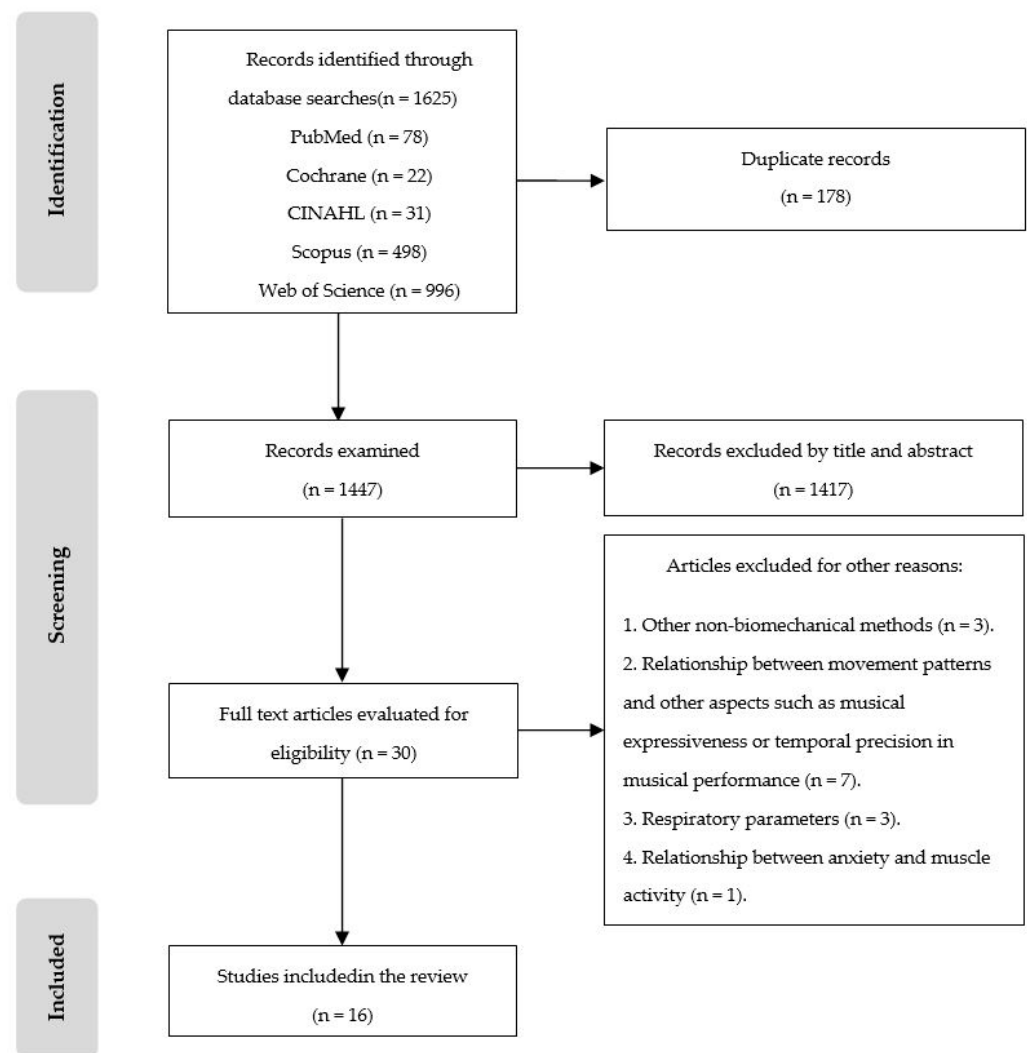 Identification
Records identified through
database searches(n = 1625)
PubMed (n = 78)
Cochrane (n = 22)
CINAHL (n = 31)
Scopus (n = 498)
Web of Science (n = 996)
Duplicate records
(n = 178)
Screening
Records examined
(n = 1447)
Records excluded by title and abstract
(n = 1417)
Full text articles evaluated for
eligibility (n = 30)
Articles excluded for other reasons:
1. Other non-biomechanical methods (n = 3).
2. Relationship between movement patterns
and other aspects such as musical
expressiveness or temporal precision in
musical performance (n = 7).
3. Respiratory parameters (n = 3).
4. Relationship between anxiety and muscle
activity (n = 1).
Included
Studies includedin the review
(n = 16)